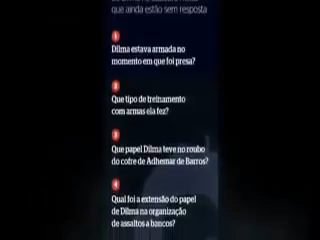 que ainda estão sem resposta
1
Dilma estava armada no
momento em que foi presa?
2
Que tipo de treinamento
com armas ela fez?
3
Que papel Dilma teve no roubo
do cofre de Adhemar de Barros?
4
Qual foi a extensão do papel
de Dilma na organização
de assaltos a bancos?